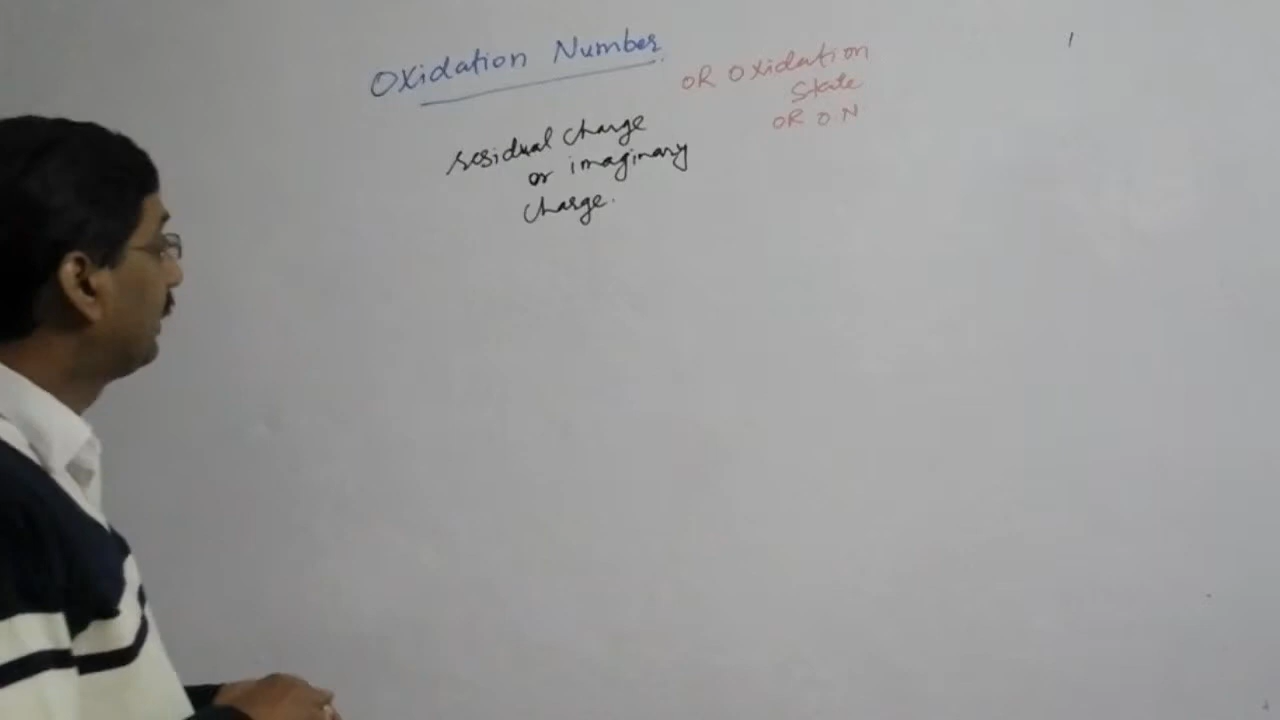 Oxidation Number
OR Oxidation
State
OR O.N
residual charge
or imaginary
charge.